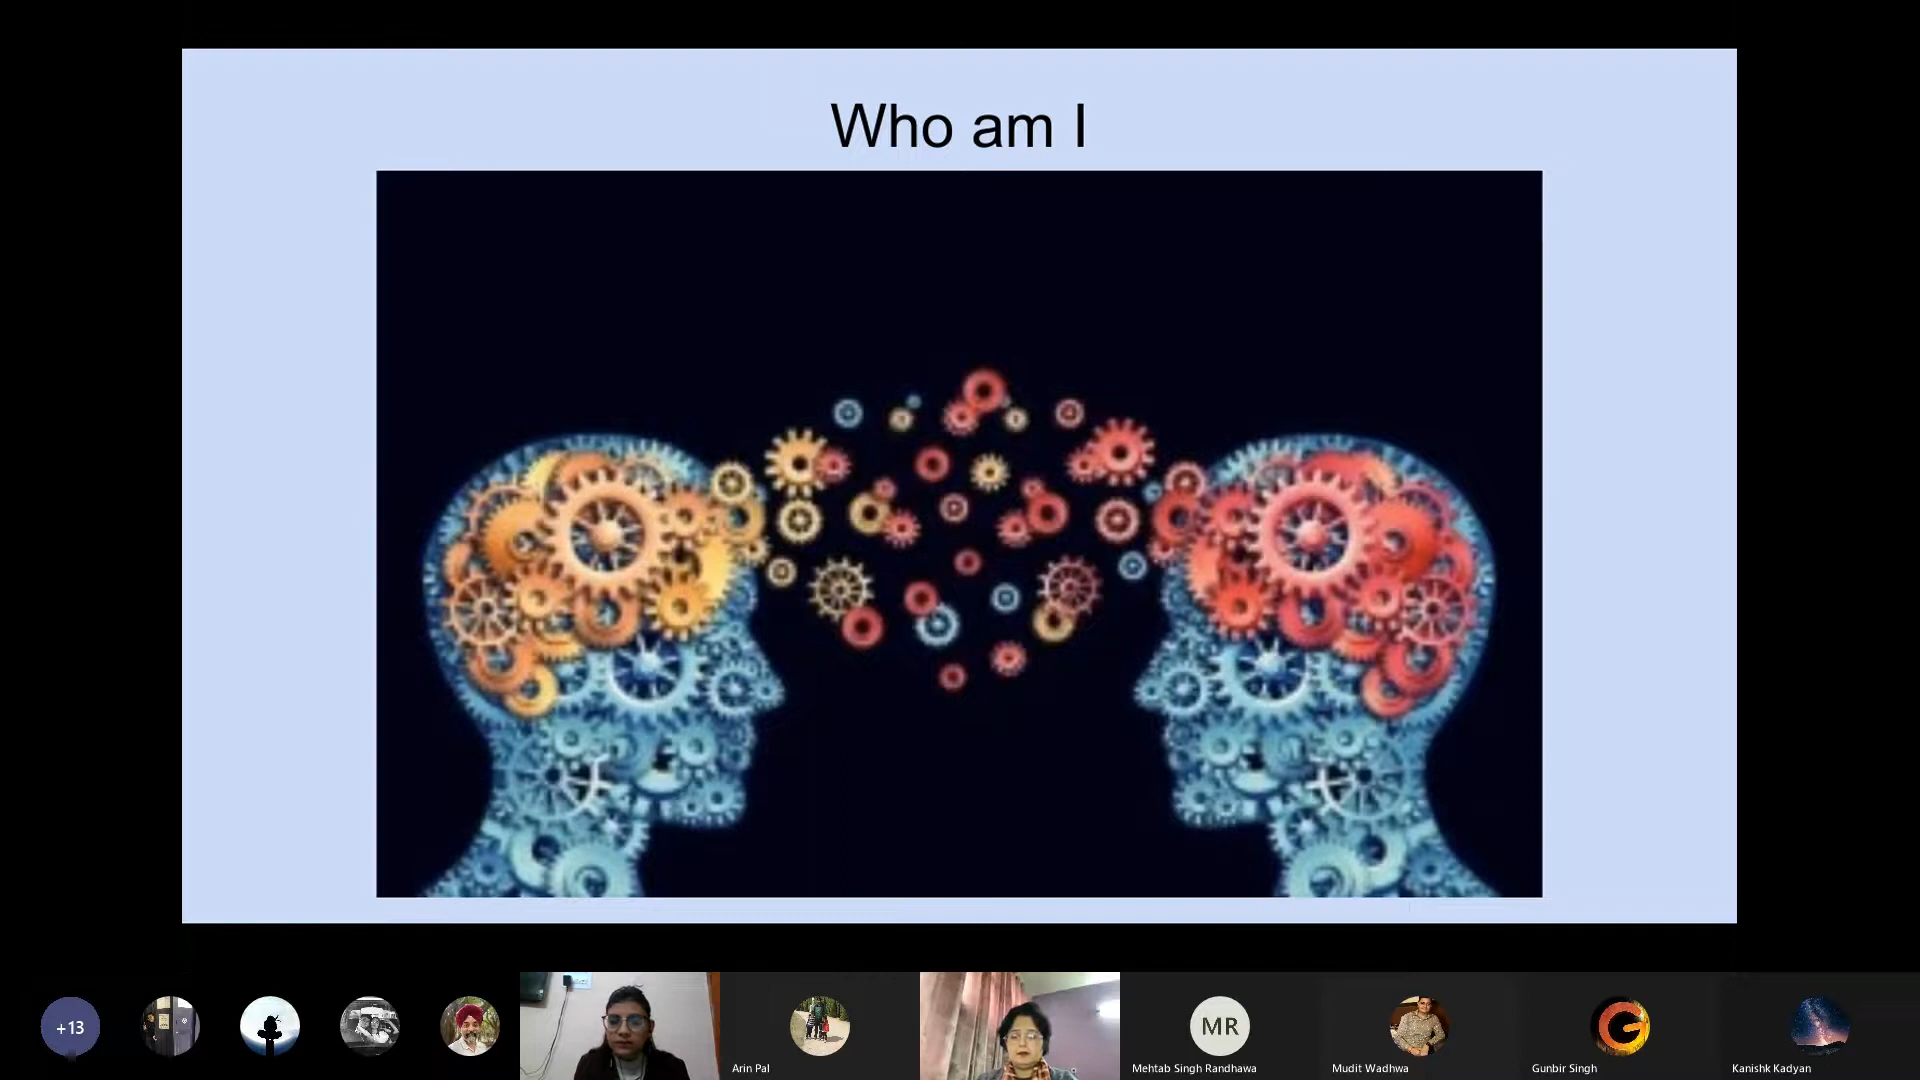 Who am I
+13
Arin Pal
MR
Mehtab Singh Randhawa
Mudit Wadhwa
Gunbir Singh
Kanishk Kadyan